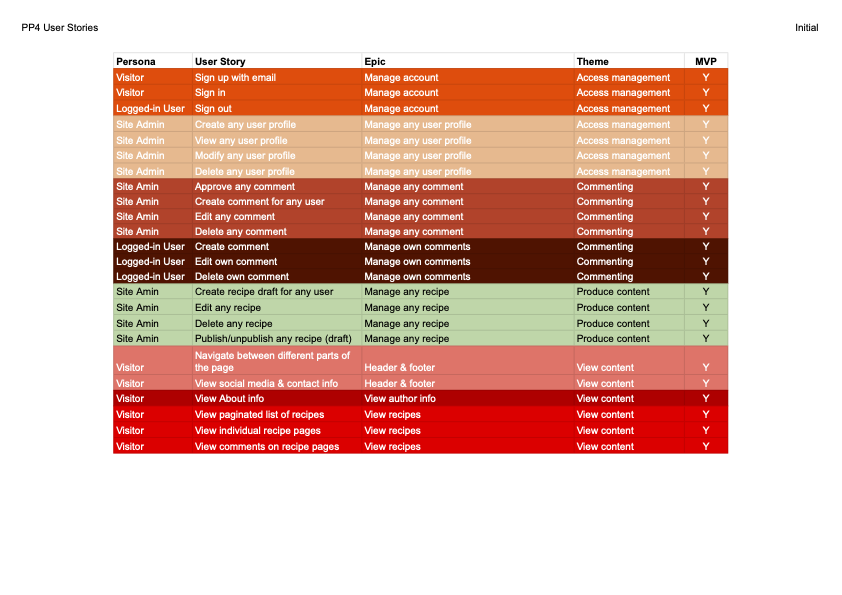 PP4 User Stories Initial
Persona User Story Epic Theme MVP
Visitor Sign up with email Manage account Access management Y
Visitor Sign in Manage account Access management Y
Logged-in User Sign out Manage account Access management Y
Site Admin Create any user profile Manage any user profile Access management Y
Site Admin View any user profile Manage any user profile Access management Y
Site Admin Modify any user profile Manage any user profile Access management Y
Site Admin Delete any user profile Manage any user profile Access management Y
Site Amin Approve any comment Manage any comment Commenting Y
Site Amin Create comment for any user Manage any comment Commenting Y
Site Amin Edit any comment Manage any comment Commenting Y
Site Amin Delete any comment Manage any comment Commenting Y
Logged-in User Create comment Manage own comments Commenting Y
Logged-in User Edit own comment Manage own comments Commenting Y
Logged-in User Delete own comment Manage own comments Commenting Y
Site Amin Create recipe draft for any user Manage any recipe Produce content Y
Site Amin Edit any recipe Manage any recipe Produce content Y
Site Amin Delete any recipe Manage any recipe Produce content Y
Site Amin Publish/unpublish any recipe (draft) Manage any recipe Produce content Y
Navigate between different parts of
Visitor the page Header & footer View content Y
Visitor View social media & contact info Header & footer View content Y
Visitor View About info View author info View content Y
Visitor View paginated list of recipes View recipes View content Y
Visitor View individual recipe pages View recipes View content Y
Visitor View comments on recipe pages View recipes View content Y